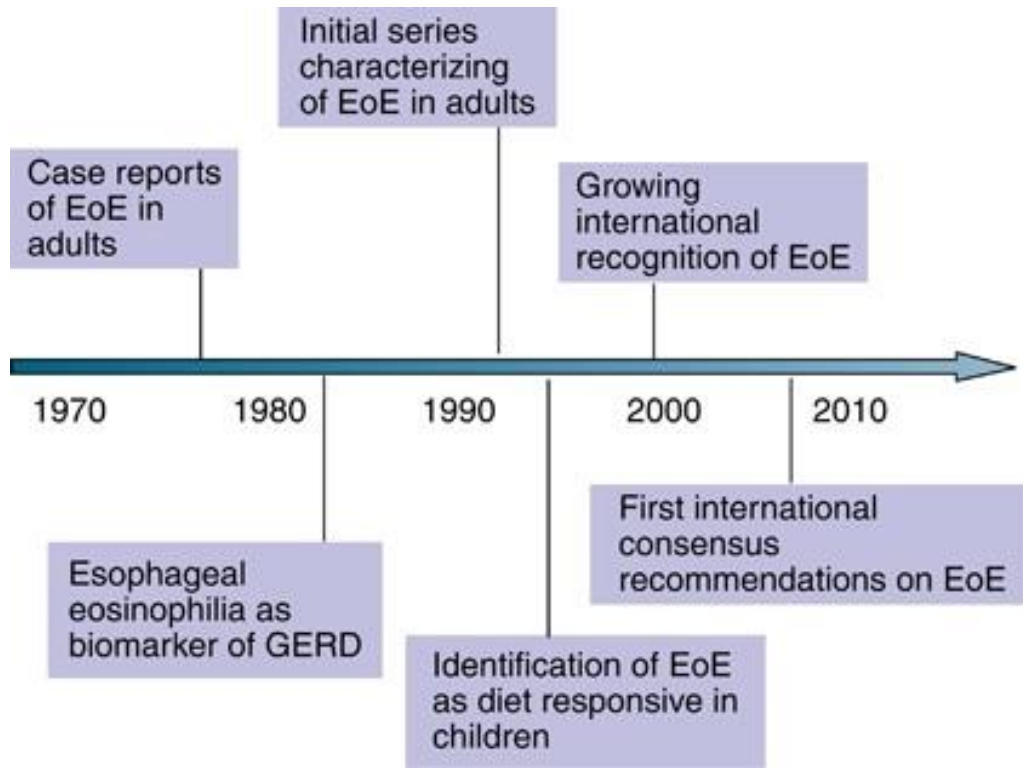 Initial series
characterizing
of EoE in adults
Case reports
of EoE in
adults
Growing
international
recognition of EoE
1970
1980
1990
2000
2010
First international
consensus
recommendations on EoE
Esophageal
eosinophilia as
biomarker of GERD
Identification of EoE
as diet responsive in
children